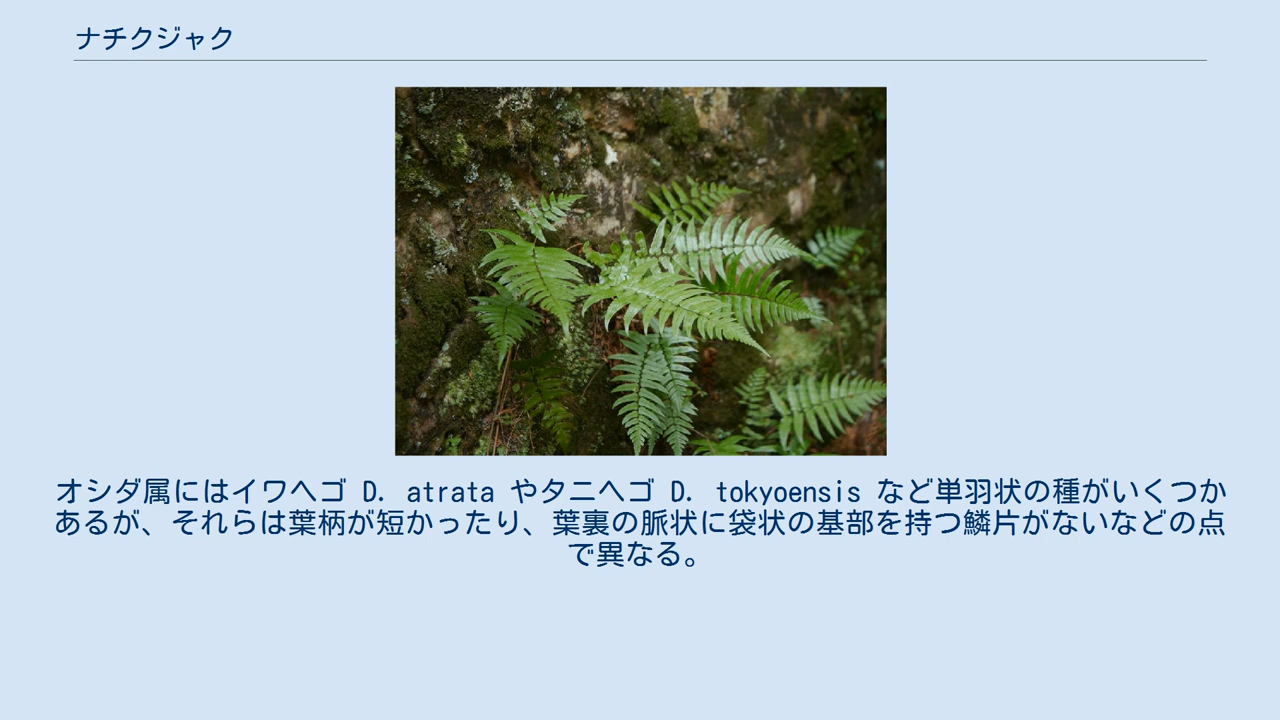 ナチクジャク
オシダ属にはイワヘゴ D. atrata やタニヘゴ D. tokyoensis など単羽状の種がいくつか
あるが、それらは葉柄が短かったり、葉裏の脈状に袋状の基部を持つ鱗片がないなどの点
で異なる。